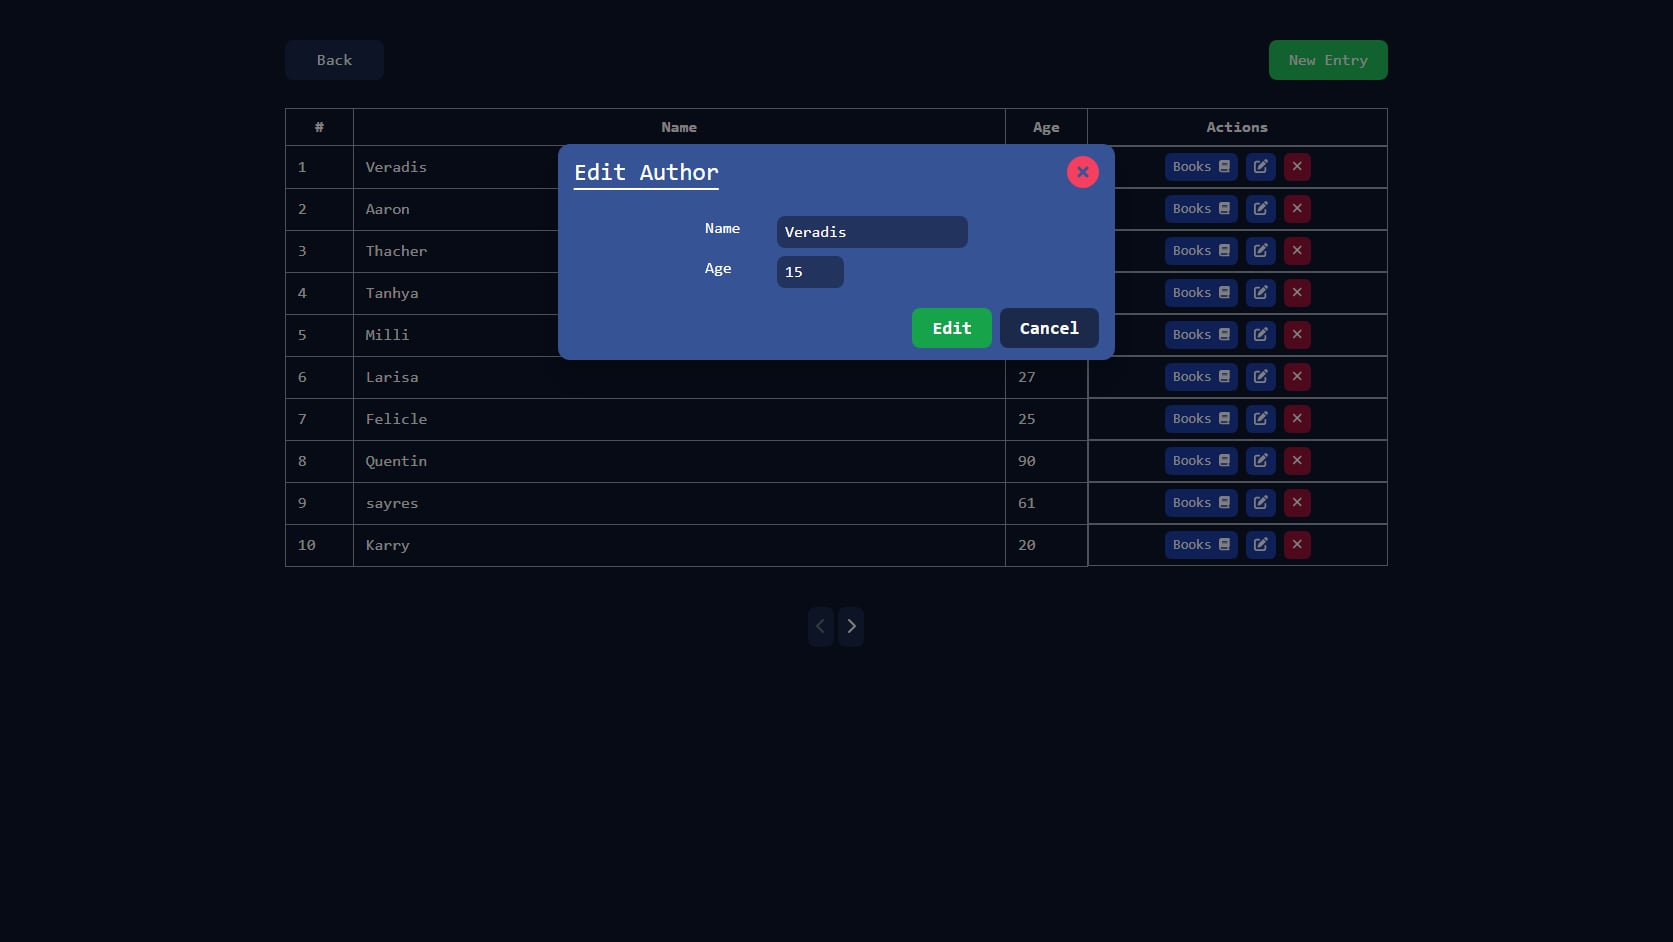 Back
New Entry
# Name Age Actions
1 Veradis Books
Edit Author
2 Aaron Books
Name Veradis
3 Thacher Books
Age 15
4 Tanhya Books
5 Milli Books
Edit Cancel
6 Larisa 27 Books
7 Felicle 25 Books
8 Quentin 90 Books
9 sayres 61 Books
10 Karry 20 Books